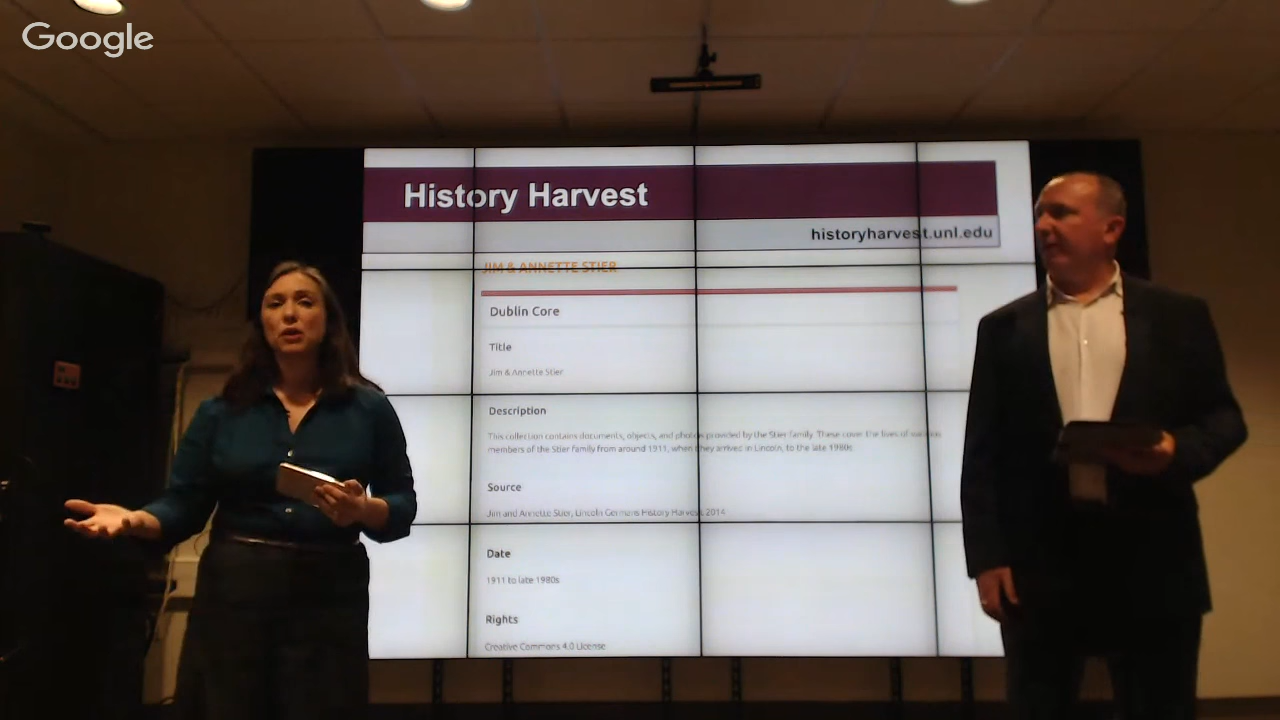 Google
History Harvest
historyharvest.unl.edu
JIM & ANNETTE STIER
Dublin Core
Title
Jim & Annette Stier
Description
This collection contains documents, objects, and photos provided by the Stier family. These cover the lives of various
members of the Stier family from around 1911, when they arrived in Lincoln, to the late 1980s.
Source
Jim and Annette Stier, Lincoln Germans History Harvest, 2014
Date
1911 to late 1980s
Rights
Creative Commons 4.0 License